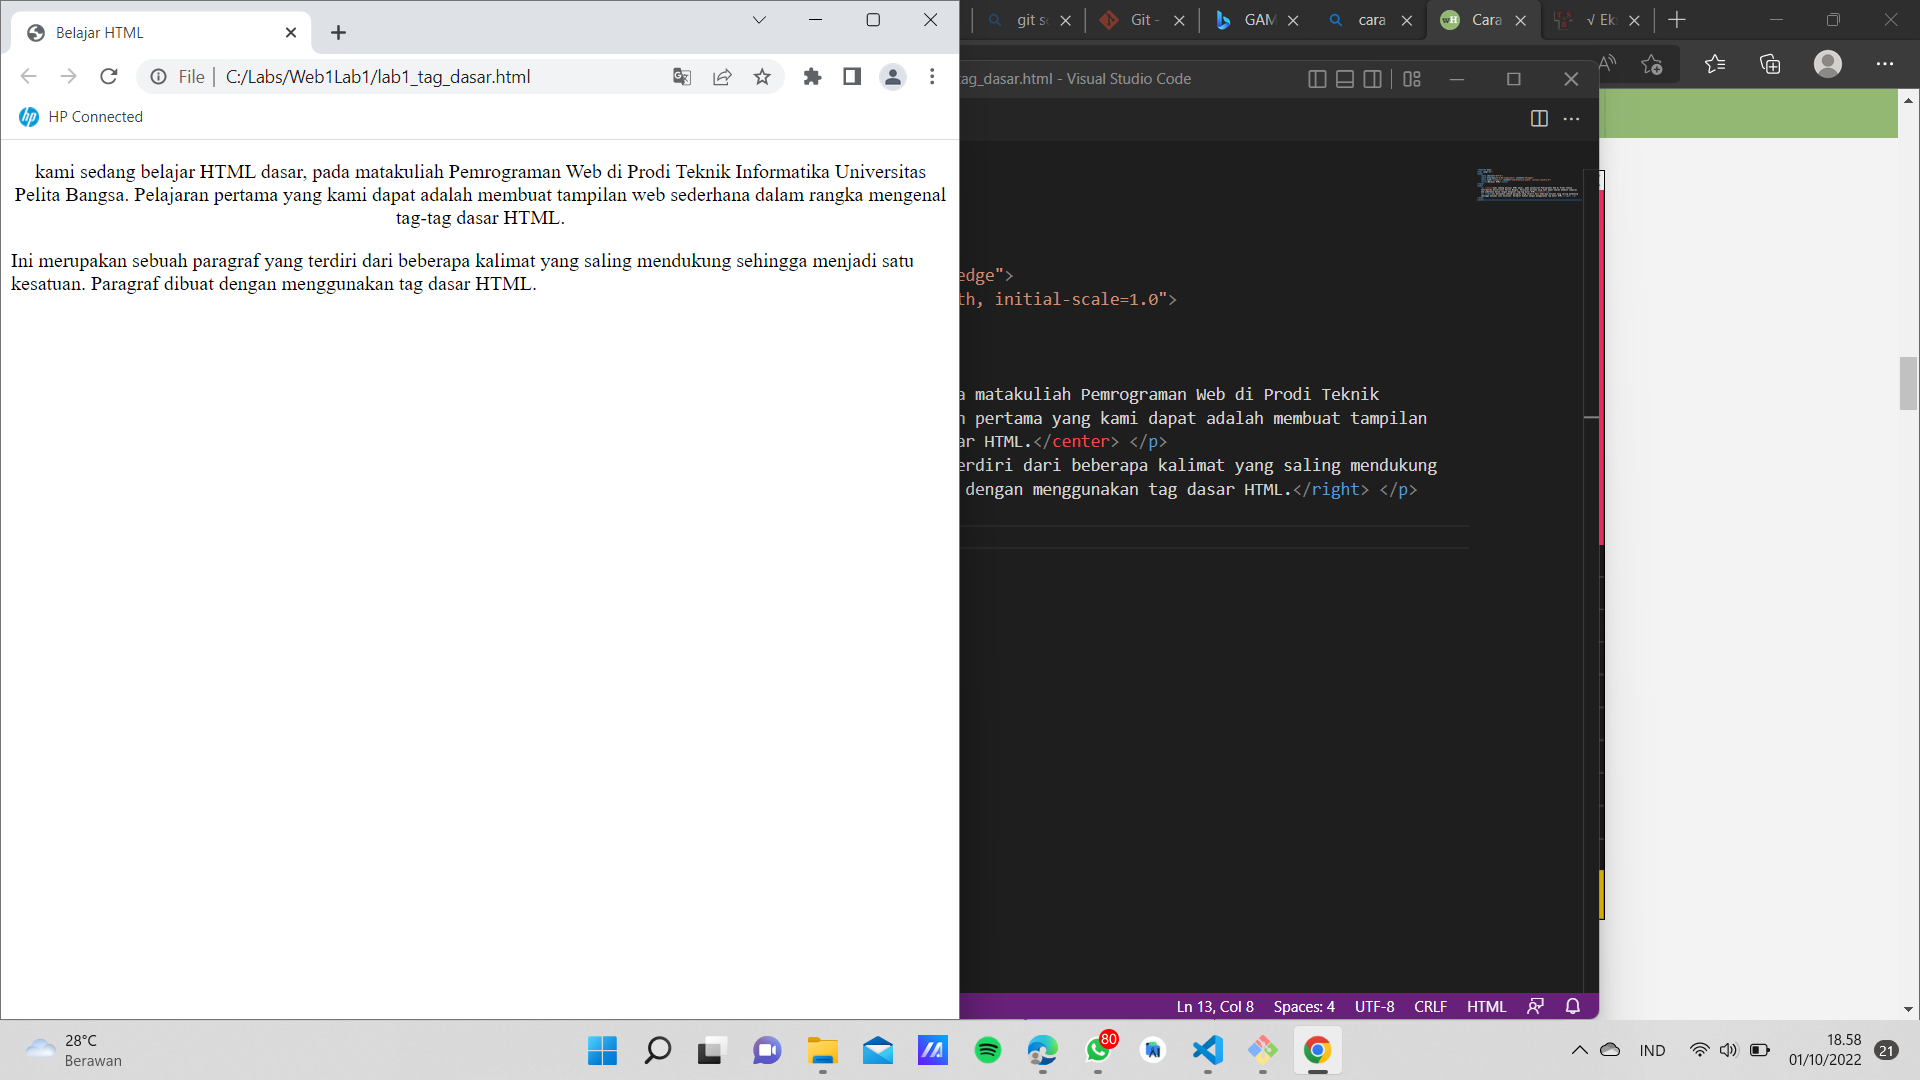 Belajar HTML
File
C:/Labs/Web1Lab1/lab1_tag_dasar.html
HP Connected
kami sedang belajar HTML dasar, pada matakuliah Pemrograman Web di Prodi Teknik Informatika Universitas
Pelita Bangsa. Pelajaran pertama yang kami dapat adalah membuat tampilan web sederhana dalam rangka mengenal
tag-tag dasar HTML.
Ini merupakan sebuah paragraf yang terdiri dari beberapa kalimat yang saling mendukung sehingga menjadi satu
kesatuan. Paragraf dibuat dengan menggunakan tag dasar HTML.
git
Git -
GAM
cara
Cara
√ Ek
tag_dasar.html - Visual Studio Code
edge">
th, initial-scale=1.0">
a matakuliah Pemrograman Web di Prodi Teknik
n pertama yang kami dapat adalah membuat tampilan
ar HTML.</center> </p>
erdiri dari beberapa kalimat yang saling mendukung
dengan menggunakan tag dasar HTML.</right> </p>
Ln 13, Col 8
Spaces: 4
UTF-8
CRLF
HTML
28°C
Berawan
80
IND
18.58
01/10/2022
21